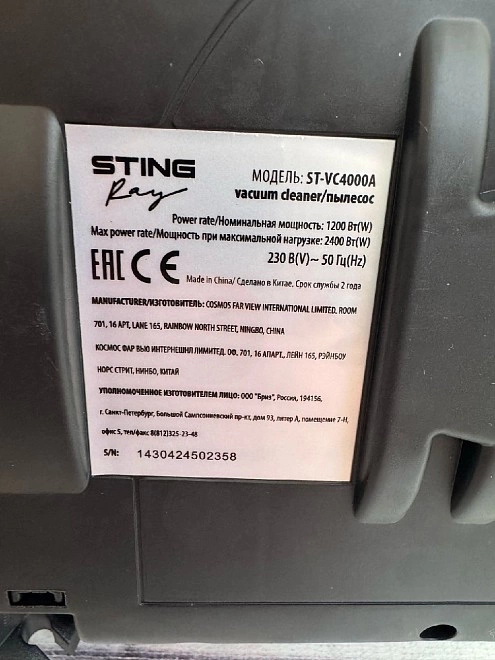 STING
Ray
МОДЕЛЬ: ST-VC4000A
vacuum cleaner/пылесос
Power rate/Номинальная мощность: 1200 Вт(W)
Max power rate/Мощность при максимальной нагрузке: 2400 Вт(W)
230 В(V)~ 50 Гц(Hz)
EAC CE
Made in China/ Сделано в Китае. Срок службы 2 года
MANUFACTURER/ИЗГОТОВИТЕЛЬ: COSMOS FAR VIEW INTERNATIONAL LIMITED. ROOM
701, 16 APT, LANE 165, RAINBOW NORTH STREET, NINGBO, CHINA
КОСМОС ФАР ВЬЮ ИНТЕРНЕШНЛ ЛИМИТЕД. ОФ. 701, 16 АПАРТ., ЛЕЙН 165, РЭЙНБОУ
НОРС СТРИТ, НИНБО, КИТАЙ
УПОЛНОМОЧЕННОЕ ИЗГОТОВИТЕЛЕМ ЛИЦО: ООО "Бриз", Россия, 194156,
г. Санкт-Петербург, Большой Сампсониевский пр-кт, дом 93, литер А, помещение 7-Н,
офис 5, тел/факс 8(812)325-23-48
S/N: 1430424502358